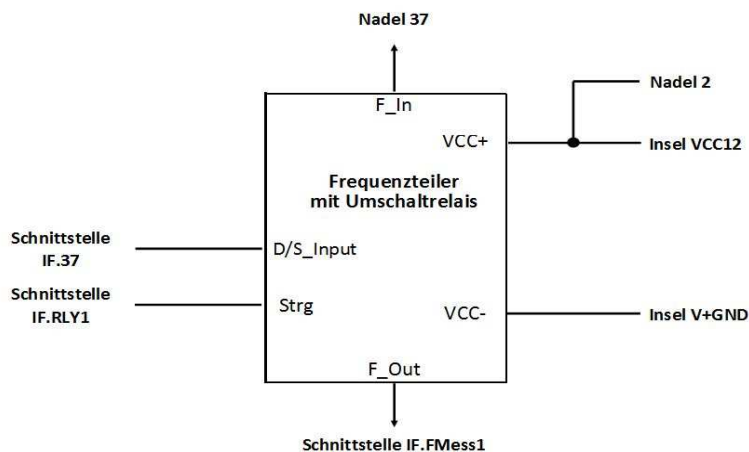 Nadel 37
F_In
Nadel 2
VCC+
Insel VCC12
Frequenzteiler
mit Umschaltrelais
Schnittstelle
IF.37
D/S_Input
Schnittstelle
IF.RLY1
Strg
VCC-
Insel V+GND
F_Out
Schnittstelle IF.FMess1